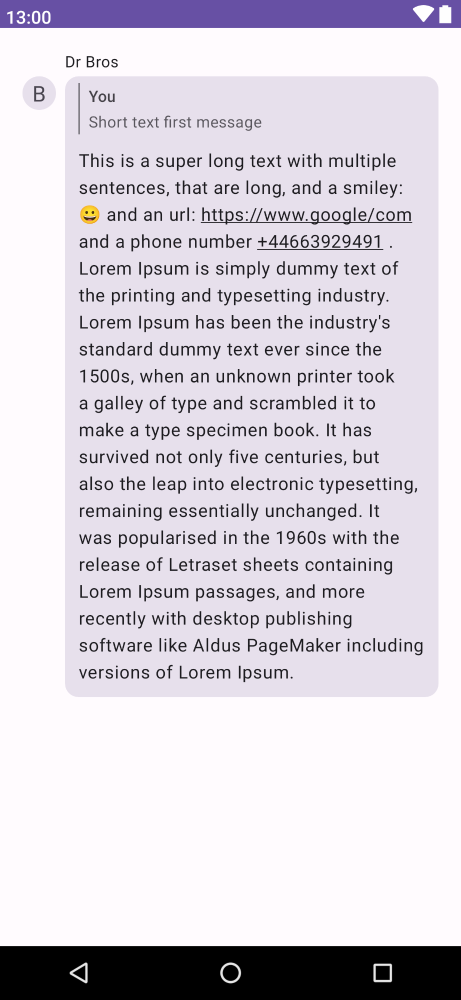 13:00
Dr Bros
B
You
Short text first message
This is a super long text with multiple
sentences, that are long, and a smiley:
😀 and an url: https://www.google/com
and a phone number +44663929491 .
Lorem Ipsum is simply dummy text of
the printing and typesetting industry.
Lorem Ipsum has been the industry's
standard dummy text ever since the
1500s, when an unknown printer took
a galley of type and scrambled it to
make a type specimen book. It has
survived not only five centuries, but
also the leap into electronic typesetting,
remaining essentially unchanged. It
was popularised in the 1960s with the
release of Letraset sheets containing
Lorem Ipsum passages, and more
recently with desktop publishing
software like Aldus PageMaker including
versions of Lorem Ipsum.